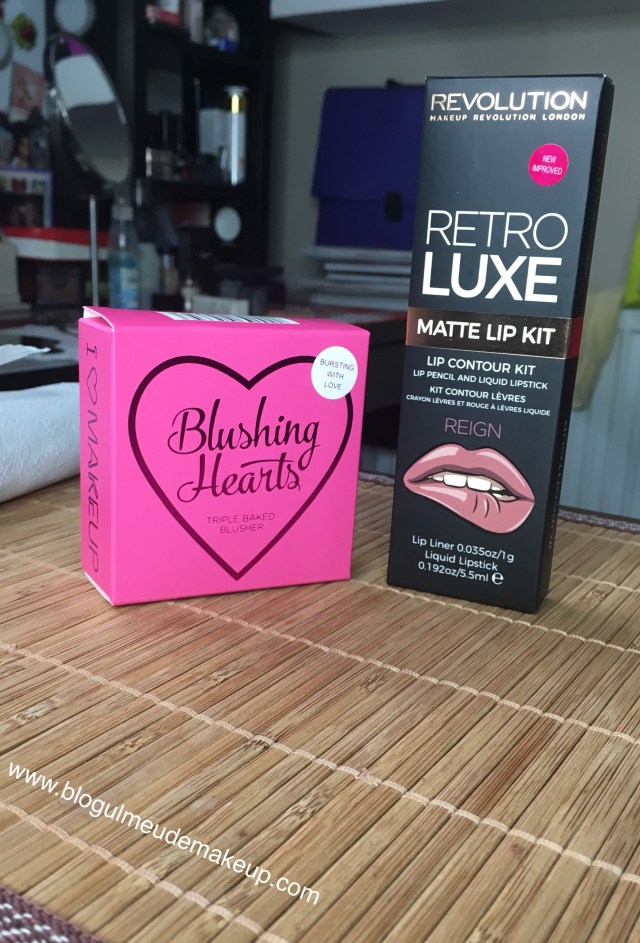 I ♡ MAKEUP
BURSTING
WITH
LOVE
Blushing
Hearts
TRIPLE BAKED
BLUSHER
REVOLUTION
MAKEUP REVOLUTION LONDON
NEW
IMPROVED
RETRO
LUXE
MATTE LIP KIT
LIP CONTOUR KIT
LIP PENCIL AND LIQUID LIPSTICK
KIT CONTOUR LÈVRES
CRAYON LÈVRES ET ROUGE À LÈVRES LIQUIDE
REIGN
Lip Liner 0.035oz/1g
Liquid Lipstick
0.192oz/5.5ml ℮
www.blogulmeudemakeup.com